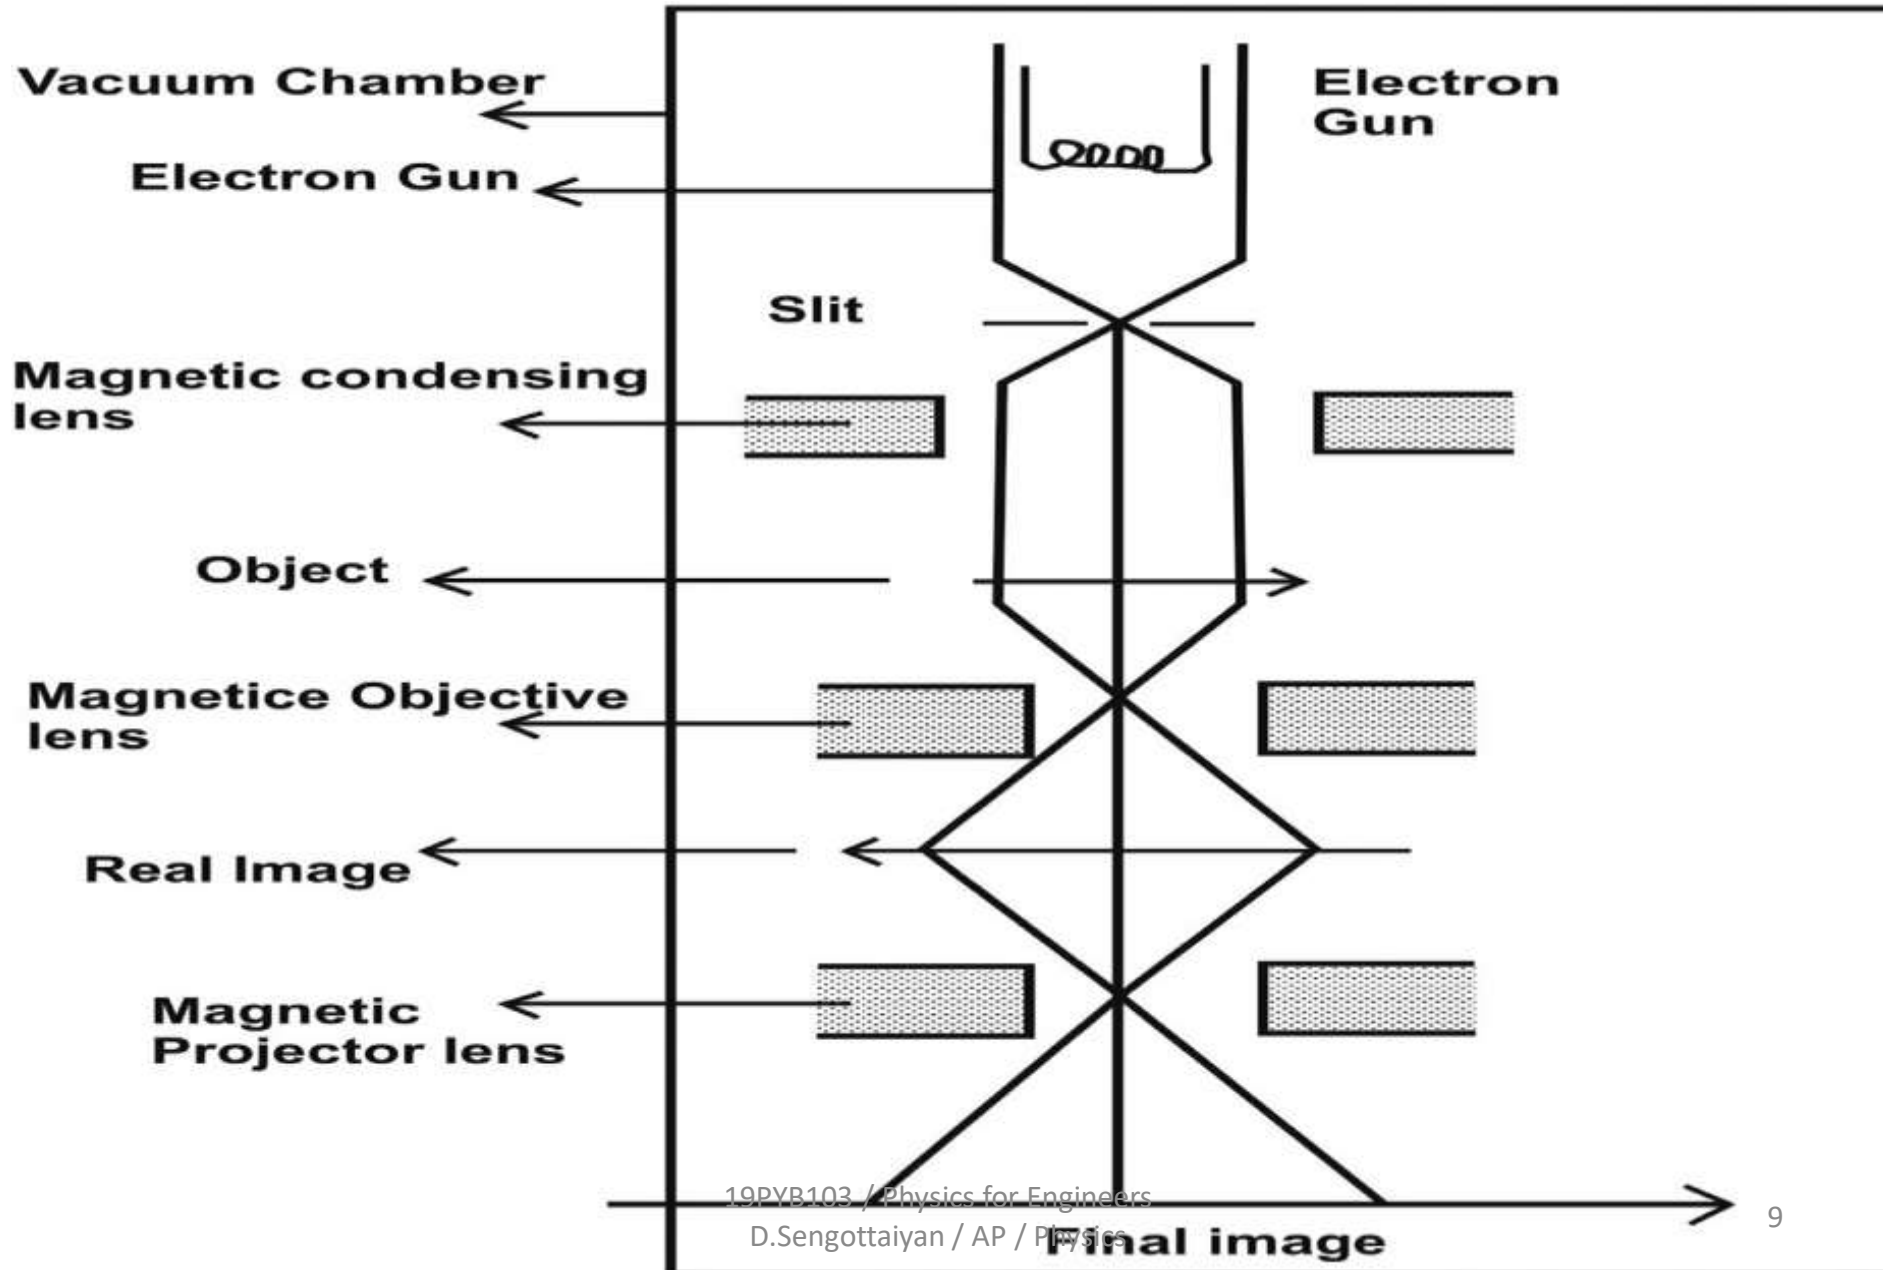 Vacuum Chamber
Electron
Gun
Electron Gun
Slit
Magnetic condensing
lens
Object
Magnetice Objective
lens
Real Image
Magnetic
Projector lens
19PYB103 / Physics for Engineers
D.Sengottaiyan / AP / Physics
9
Final image